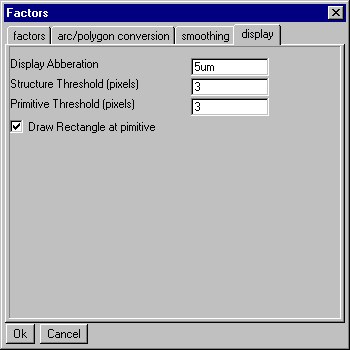 Factors
factors arc/polygon conversion smoothing display
Display Abberation 5um
Structure Threshold (pixels) 3
Primitive Threshold (pixels) 3
Draw Rectangle at pimitive
Ok Cancel